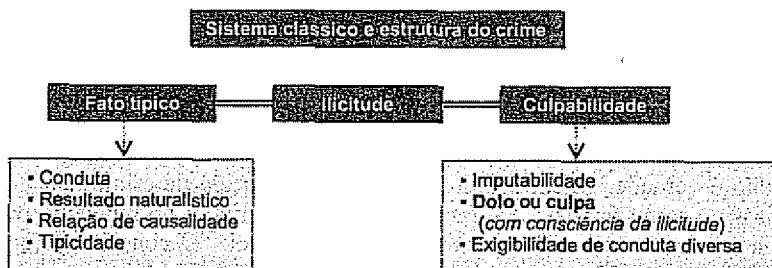 Sistema clássico e estrutura do crime
Fato típico
Ilicitude
Culpabilidade
▪ Conduta
▪ Resultado naturalístico
▪ Relação de causalidade
▪ Tipicidade
▪ Imputabilidade
▪ Dolo ou culpa
(com consciência da ilicitude)
▪ Exigibilidade de conduta diversa